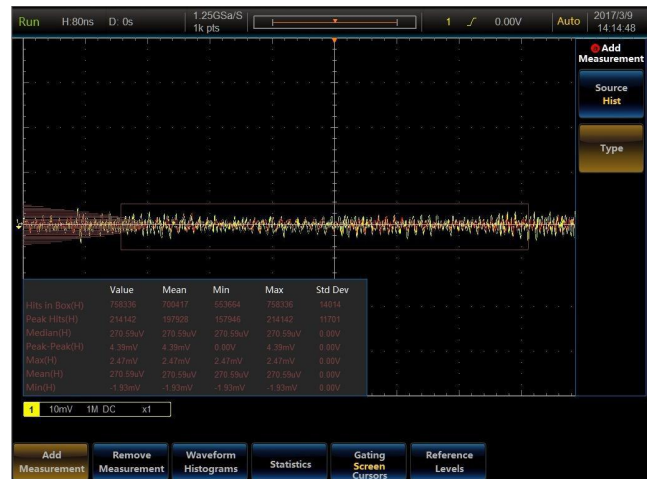 Run H:80ns D: 0s 1.25GSa/S 1 0.00V Auto 2017/3/9
1k pts 14:14:48
Add
Measurement
Source
Hist
Type
Value Mean Min Max Std Dev
Hits in Box(H) 758336 700417 553664 758336 14014
Peak Hits(H) 214142 197928 157946 214142 11701
Median(H) 270.59uV 270.59uV 270.59uV 270.59uV 0.00V
Peak-Peak(H) 4.39mV 4.39mV 0.00V 4.39mV 0.00V
Max(H) 2.47mV 2.47mV 2.47mV 2.47mV 0.00V
Mean(H) 270.59uV 270.59uV 270.59uV 270.59uV 0.00V
Min(H) -1.93mV -1.93mV -1.93mV -1.93mV 0.00V
1 10mV 1M DC x1
Add
Measurement
Remove
Measurement
Waveform
Histograms
Statistics
Gating
Screen
Cursors
Reference
Levels